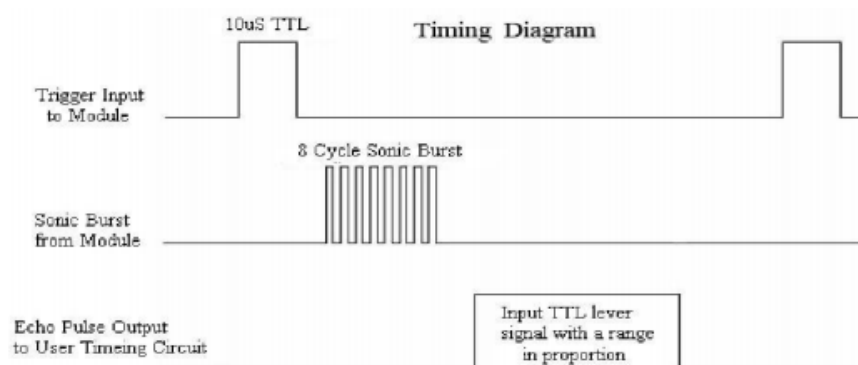 10uS TTL
Timing Diagram
Trigger Input
to Module
8 Cycle Sonic Burst
Sonic Burst
from Module
Echo Pulse Output
to User Timeing Circuit
Input TTL lever
signal with a range
in proportion